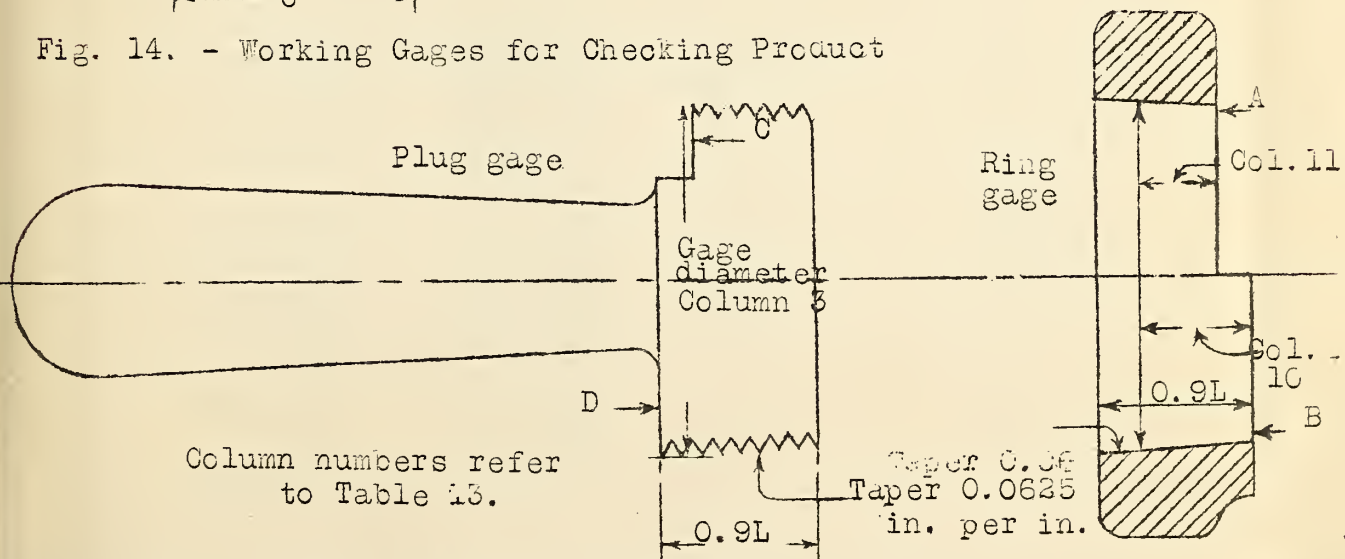 Fig. 14. - Working Gages for Checking Product
Plug gage
C
Gage
diameter
Column 3
D
Column numbers refer
to Table 13.
0.9L
Ring
gage
A
Col.11
Col.
10
0.9L
B
Taper
Taper 0.0625
in. per in.